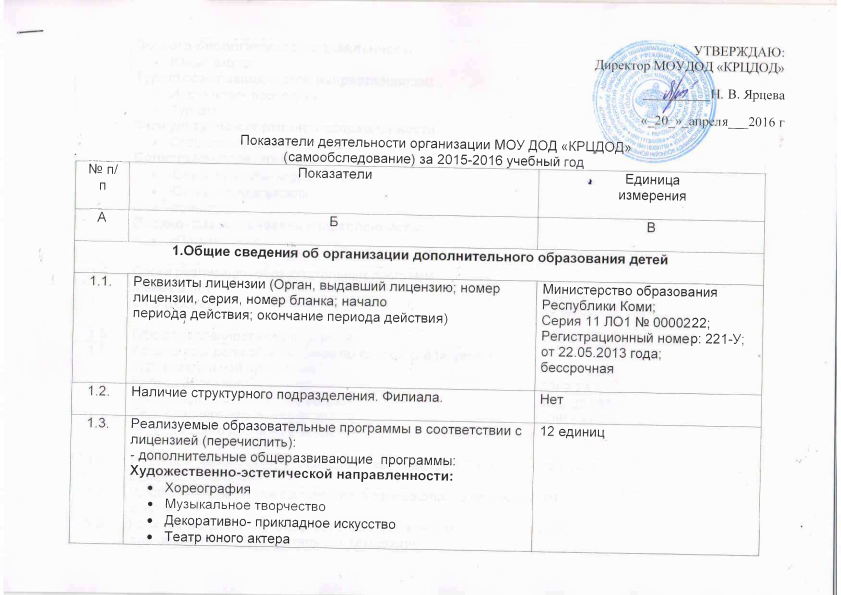 УТВЕРЖДАЮ:
Директор МОУДОД «КРЦДОД»
__________Н. В. Ярцева
«_20_»_апреля___2016 г
Показатели деятельности организации МОУ ДОД «КРЦДОД»
(самообследование) за 2015-2016 учебный год
№ п/
п
Показатели
Единица
измерения
А
Б
В
1.Общие сведения об организации дополнительного образования детей
1.1.
Реквизиты лицензии (Орган, выдавший лицензию; номер
лицензии, серия, номер бланка; начало
периода действия; окончание периода действия)
Министерство образования
Республики Коми;
Серия 11 ЛО1 № 0000222;
Регистрационный номер: 221-У;
от 22.05.2013 года;
бессрочная
1.2.
Наличие структурного подразделения. Филиала.
Нет
1.3.
Реализуемые образовательные программы в соответствии с
лицензией (перечислить):
- дополнительные общеразвивающие программы:
Художественно-эстетической направленности:
• Хореография
• Музыкальное творчество
• Декоративно- прикладное искусство
• Театр юного актера
12 единиц